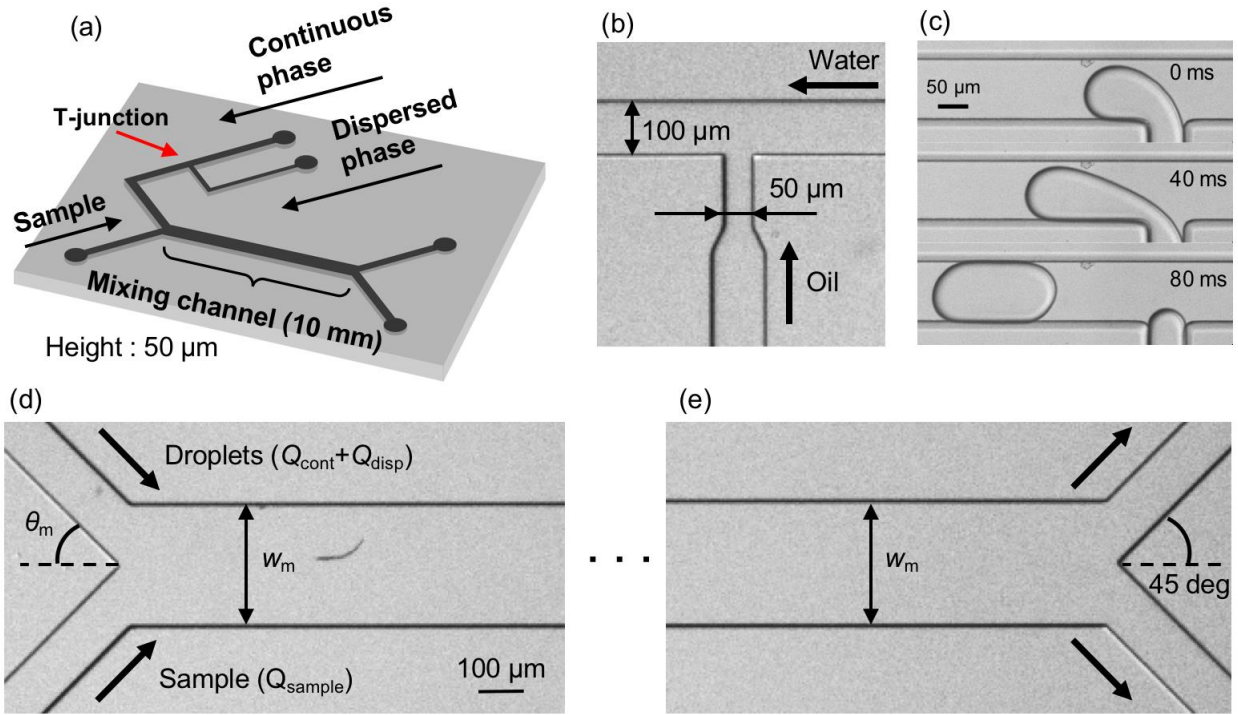 (a)
Continuous
phase
T-junction
Dispersed
phase
Sample
Mixing channel (10 mm)
Height : 50 µm
(b)
Water
100 µm
50 µm
Oil
(c)
0 ms
50 µm
40 ms
80 ms
(d)
Droplets (Qcont+Qdisp)
θm
wm
Sample (Qsample)
100 µm
. . .
(e)
wm
45 deg